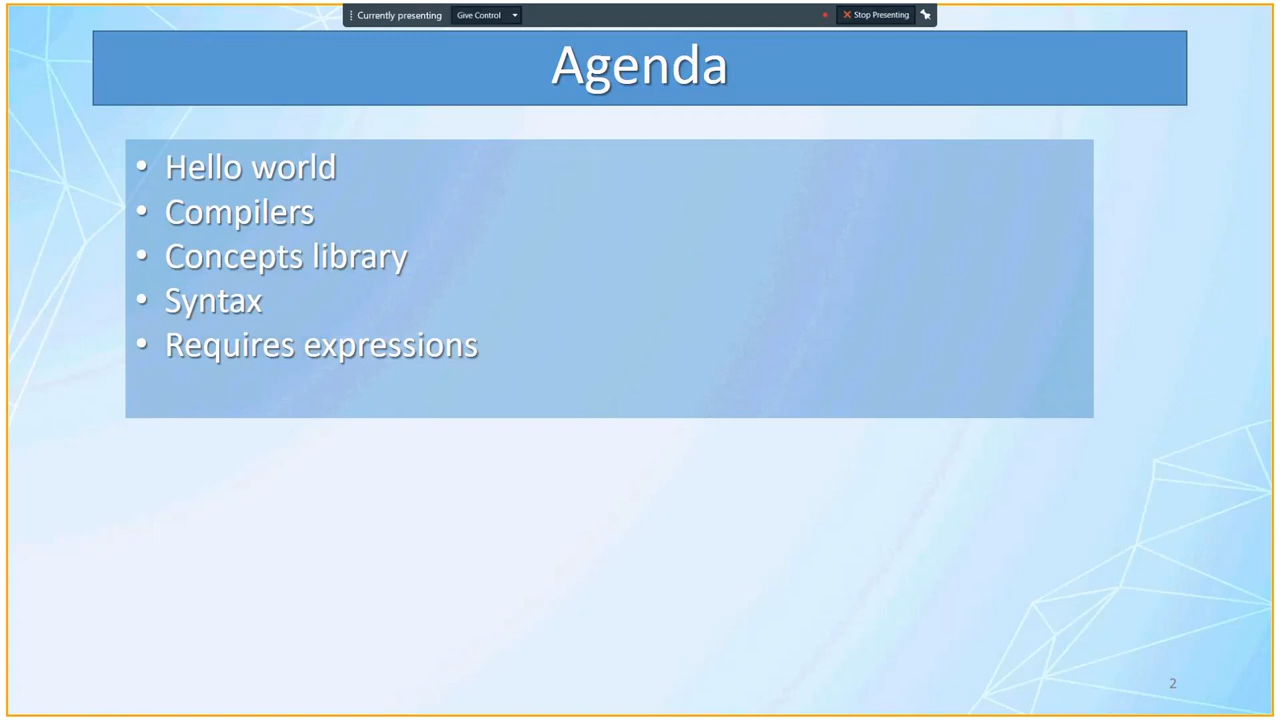 Currently presenting Give Control Stop Presenting
Agenda
• Hello world
• Compilers
• Concepts library
• Syntax
• Requires expressions
2